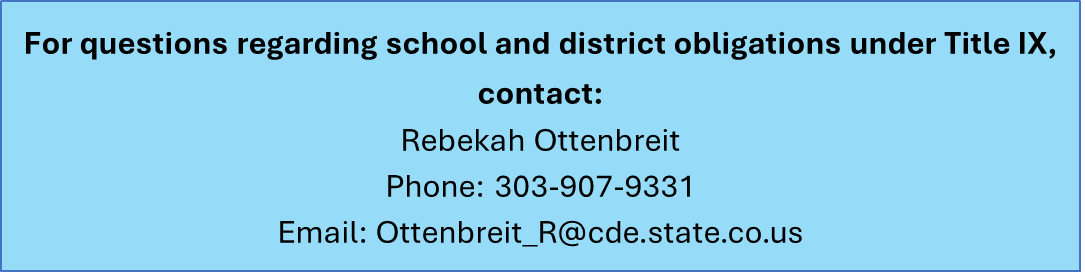 For questions regarding school and district obligations under Title IX,
contact:
Rebekah Ottenbreit
Phone: 303-907-9331
Email: Ottenbreit_R@cde.state.co.us